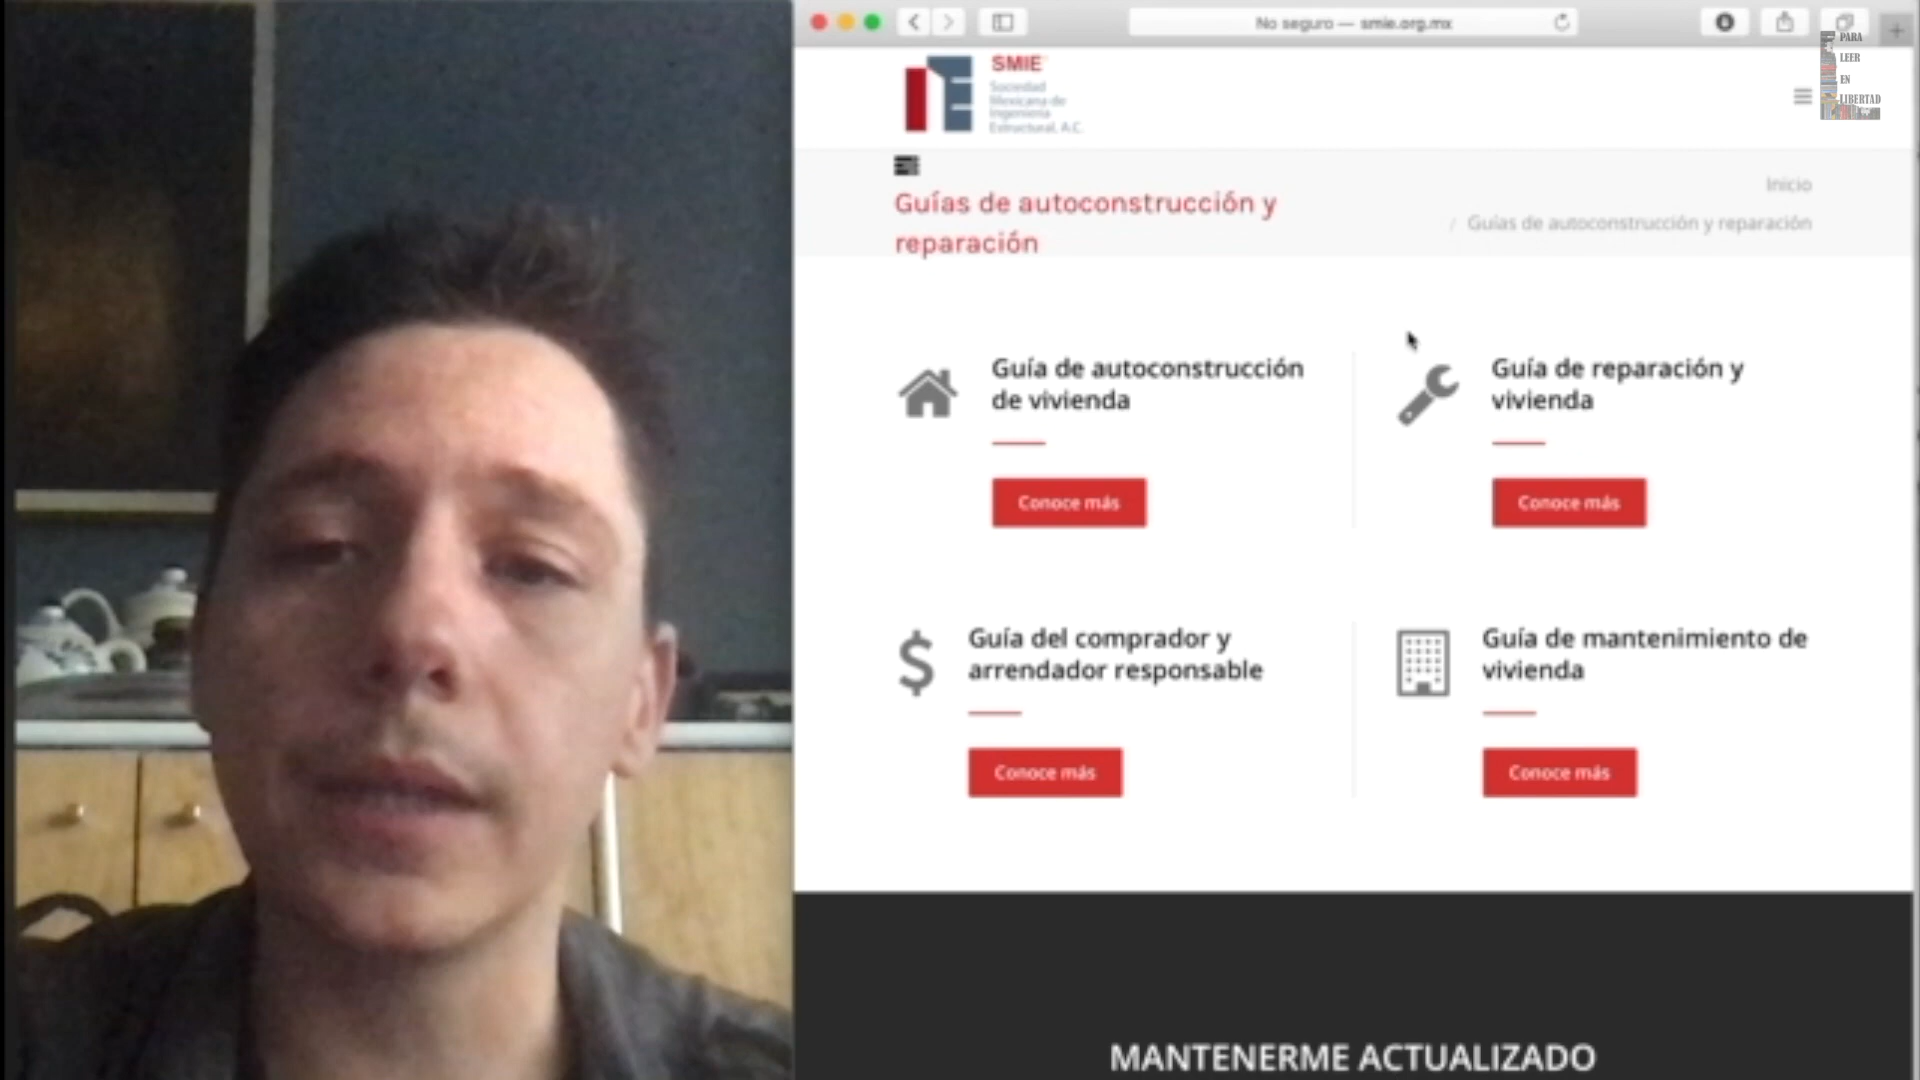 No seguro — smie.org.mx
PARA
LEER
EN
LIBERTAD
SMIE
Sociedad
Mexicana de
Ingeniería
Estructural, A.C.
Guías de autoconstrucción y
reparación
Inicio
/ Guías de autoconstrucción y reparación
Guía de autoconstrucción
de vivienda
Conoce más
Guía de reparación y
vivienda
Conoce más
Guía del comprador y
arrendador responsable
Conoce más
Guía de mantenimiento de
vivienda
Conoce más
MANTENERME ACTUALIZADO